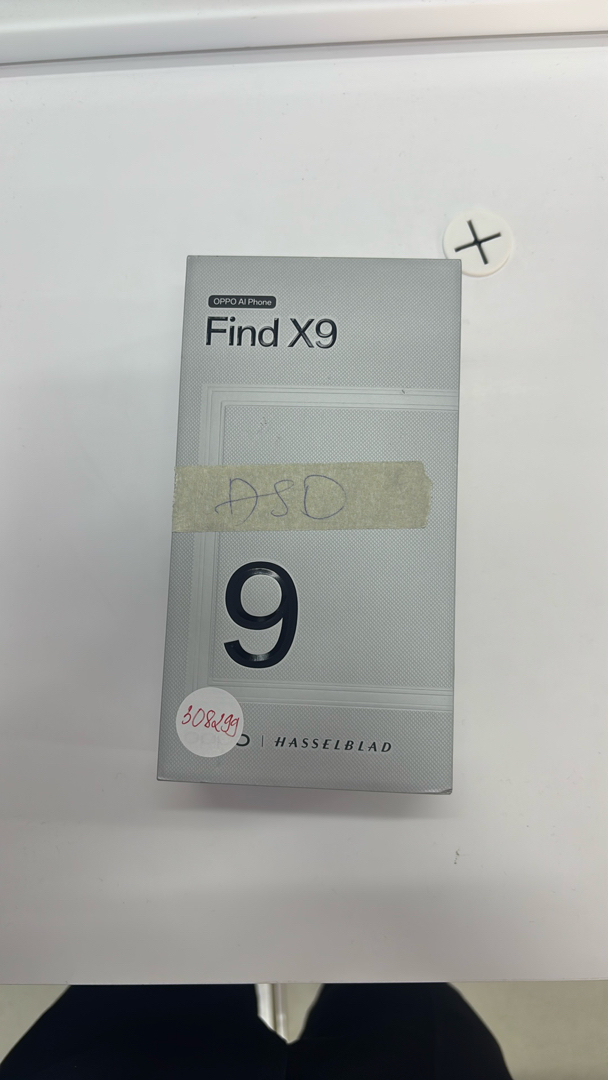 OPPO AI Phone
Find X9
ASD
9
308299
HASSELBLAD